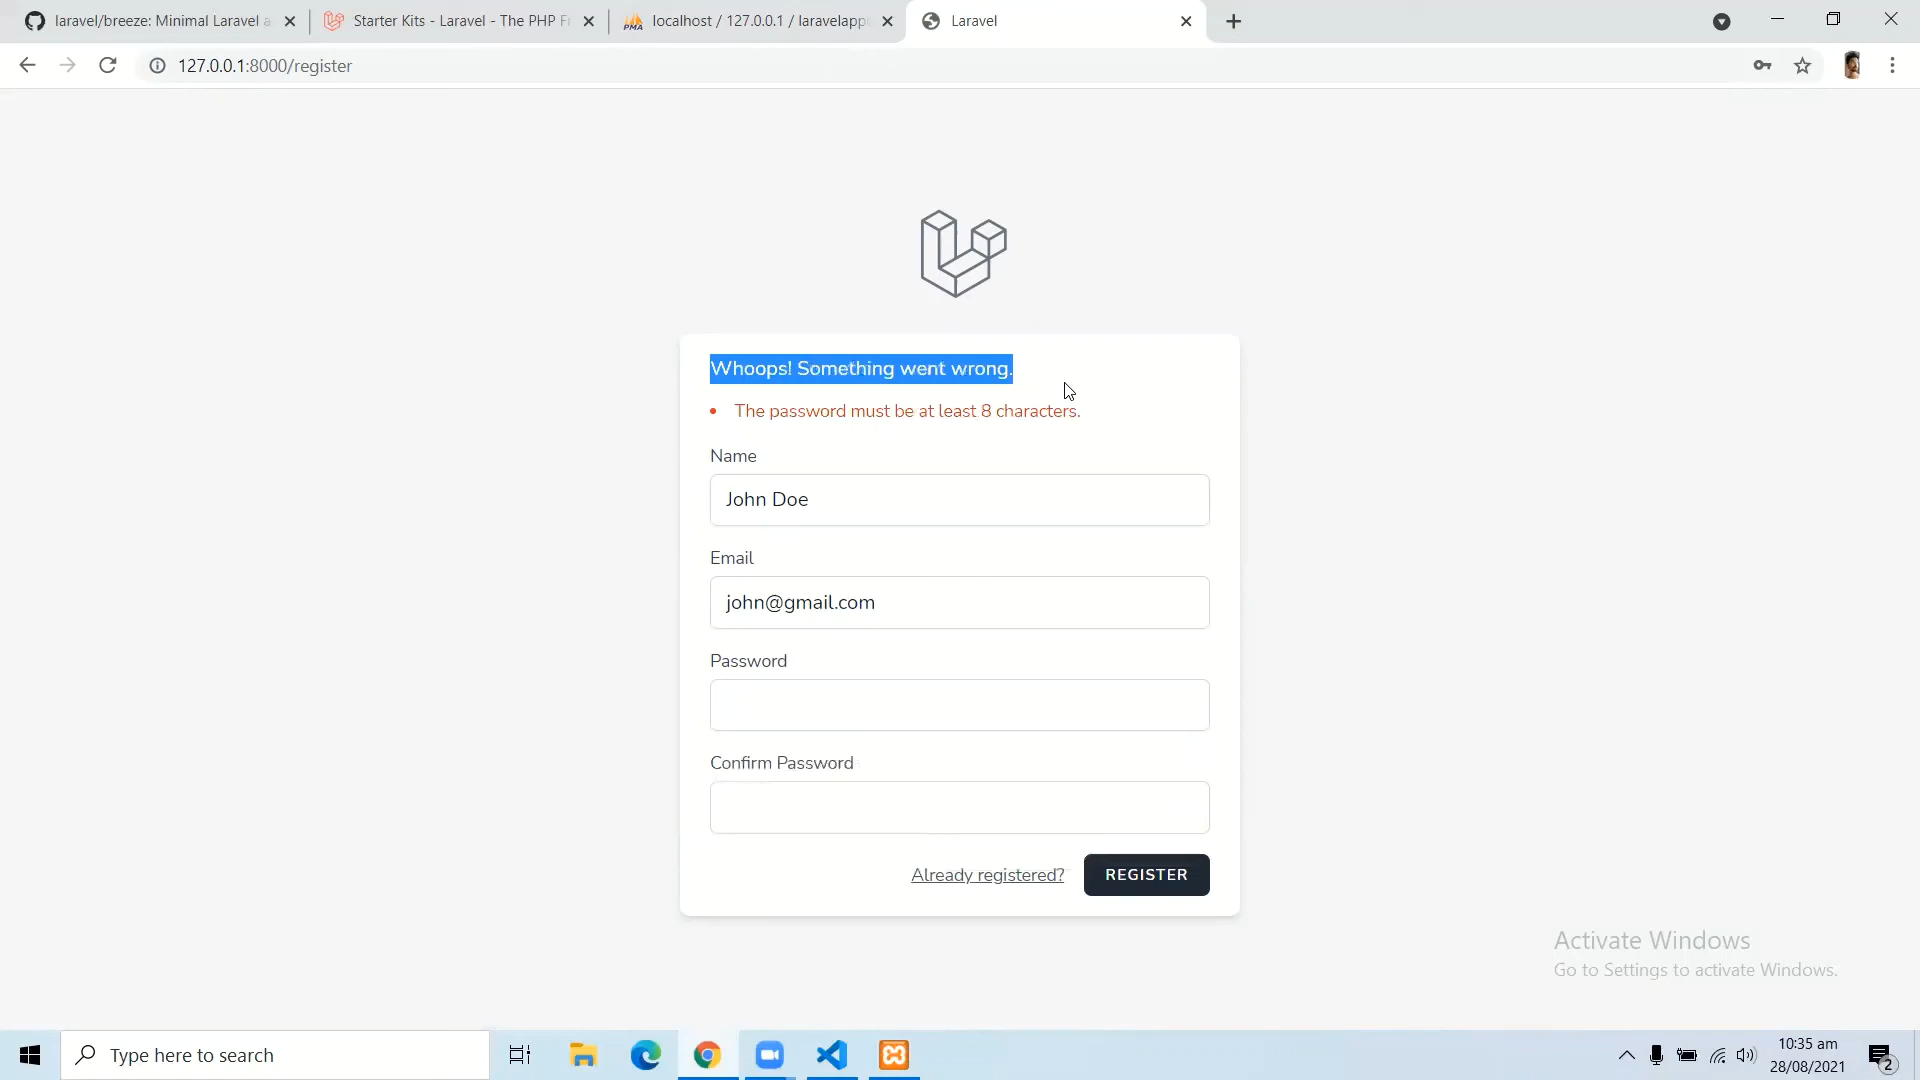 laravel/breeze: Minimal Laravel a
Starter Kits - Laravel - The PHP Fr
PMA
localhost / 127.0.0.1 / laravelapp
Laravel
127.0.0.1:8000/register
Whoops! Something went wrong.
The password must be at least 8 characters.
Name
John Doe
Email
john@gmail.com
Password
Confirm Password
Already registered?
REGISTER
Activate Windows
Go to Settings to activate Windows.
Type here to search
10:35 am
28/08/2021
2